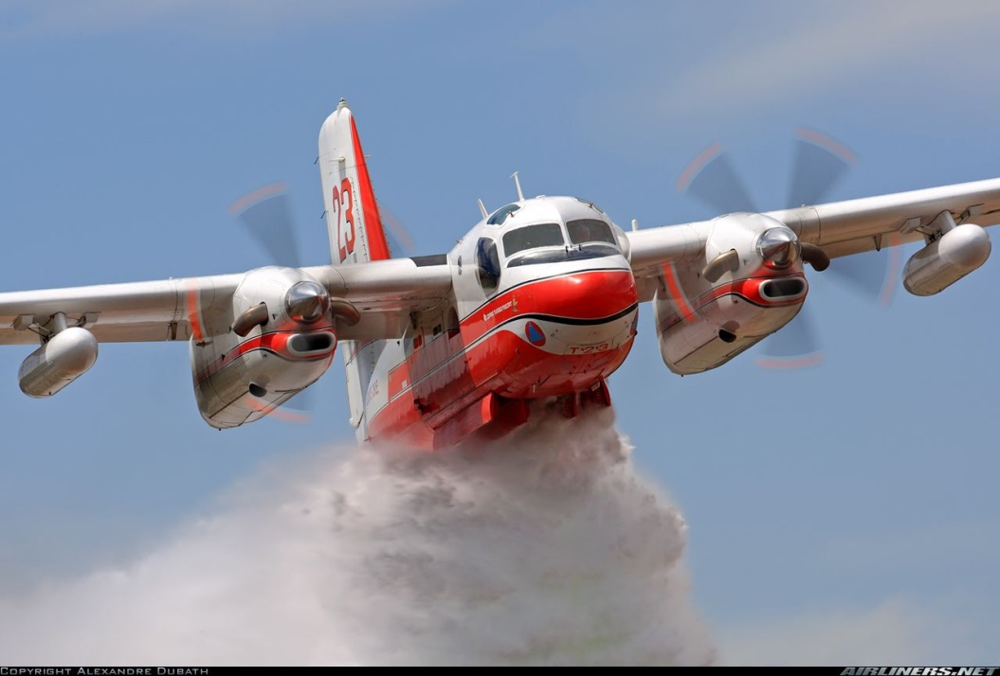 23
T23
COPYRIGHT ALEXANDRE DUBATH
AIRLINERS.NET